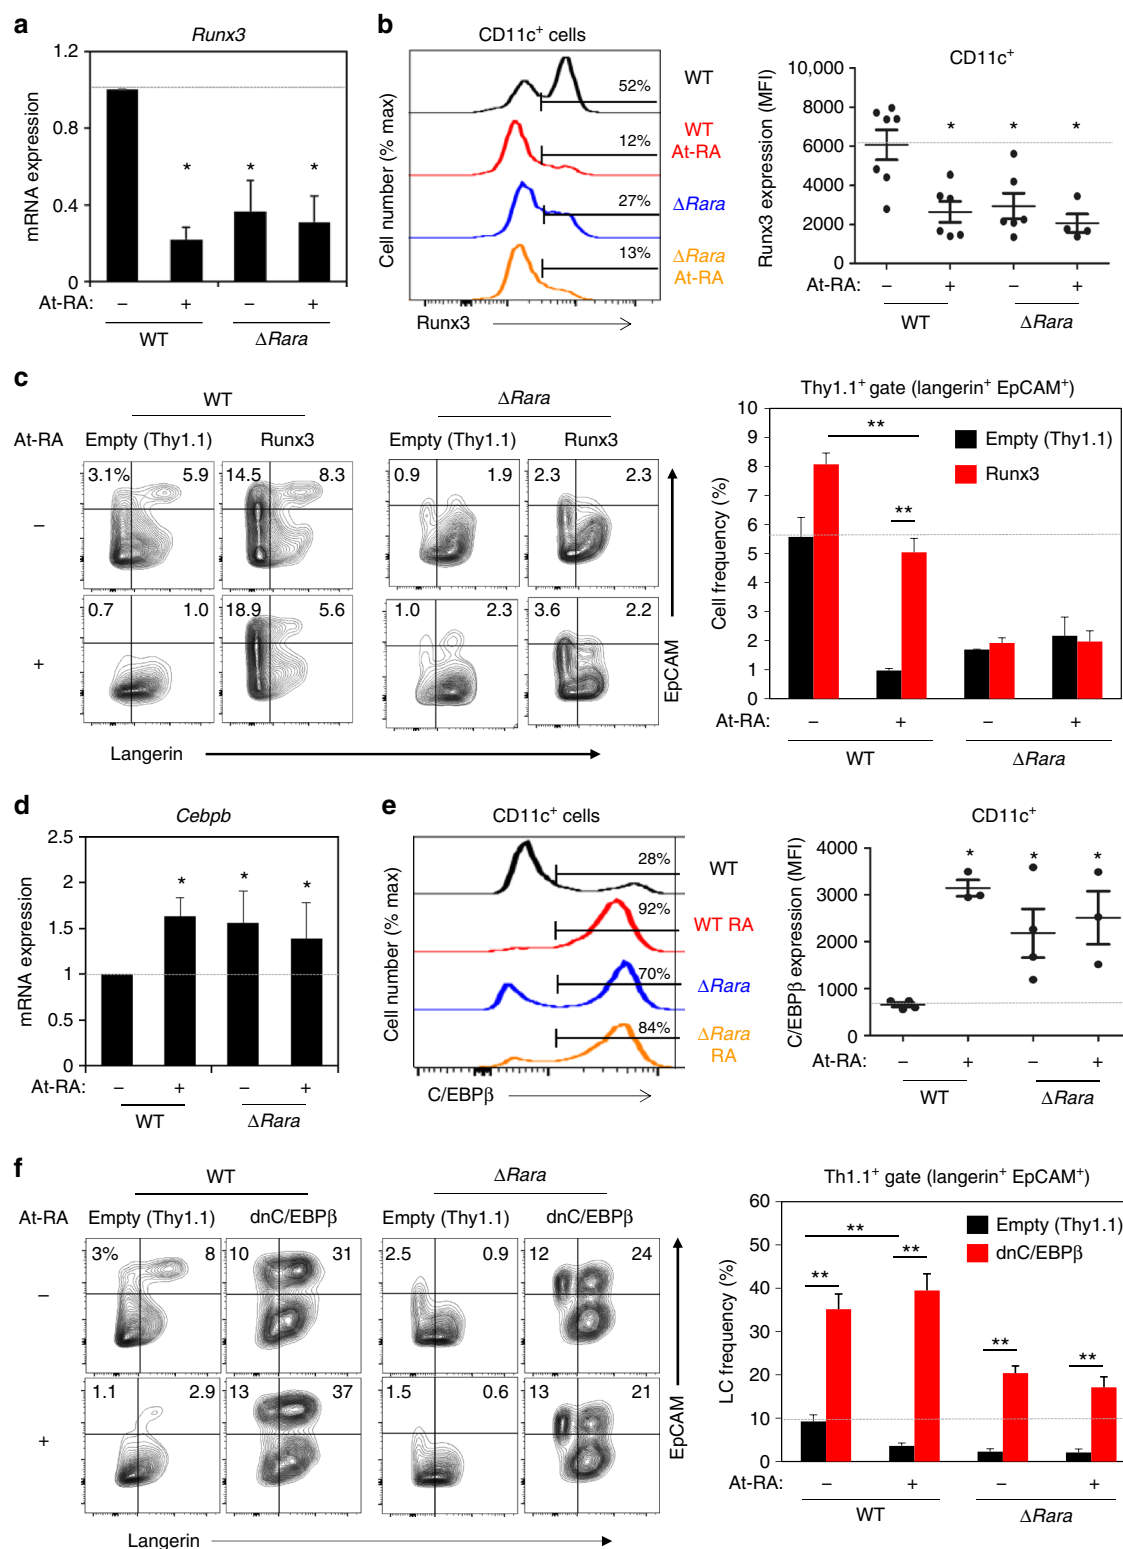 a
Runx3
mRNA expression
1.2
0.8
0.4
0
*
*
*
At-RA: – + – +
WT ΔRara
b
CD11c+ cells
Cell number (% max)
52%
WT
12%
WT
At-RA
27%
ΔRara
13%
ΔRara
At-RA
Runx3
CD11c+
Runx3 expression (MFI)
10,000
8000
6000
4000
2000
0
* * *
At-RA: – + – +
WT ΔRara
c
WT ΔRara
At-RA Empty (Thy1.1) Runx3 Empty (Thy1.1) Runx3
3.1% 5.9 14.5 8.3 0.9 1.9 2.3 2.3
–
0.7 1.0 18.9 5.6 1.0 2.3 3.6 2.2
+
EpCAM
Langerin
Thy1.1+ gate (langerin+ EpCAM+)
Cell frequency (%)
10
9
8
7
6
5
4
3
2
1
0
**
**
Empty (Thy1.1)
Runx3
At-RA: – + – +
WT ΔRara
d
Cebpb
mRNA expression
2.5
2
1.5
1
0.5
0
* * *
At-RA: – + – +
WT ΔRara
e
CD11c+ cells
Cell number (% max)
28%
WT
92%
WT RA
70%
ΔRara
84%
ΔRara
RA
C/EBPβ
CD11c+
C/EBPβ expression (MFI)
4000
3000
2000
1000
0
* * *
At-RA: – + – +
WT ΔRara
f
WT ΔRara
At-RA Empty (Thy1.1) dnC/EBPβ Empty (Thy1.1) dnC/EBPβ
3% 8 10 31 2.5 0.9 12 24
–
1.1 2.9 13 37 1.5 0.6 13 21
+
EpCAM
Langerin
Th1.1+ gate (langerin+ EpCAM+)
LC frequency (%)
60
50
40
30
20
10
0
**
**
**
**
**
Empty (Thy1.1)
dnC/EBPβ
At-RA: – + – +
WT ΔRara